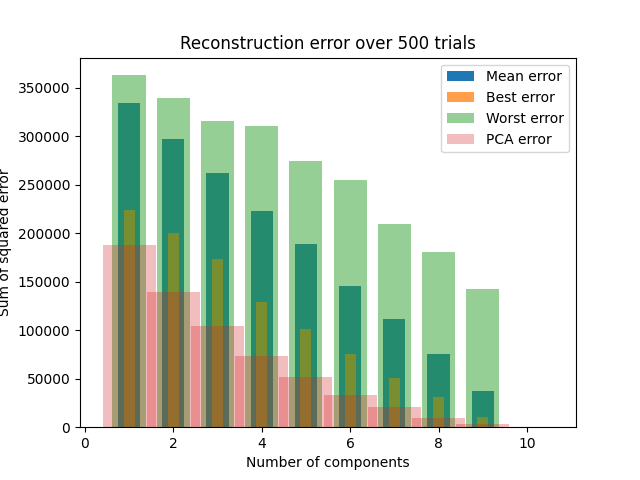 Reconstruction error over 500 trials
Mean error
Best error
Worst error
PCA error
Sum of squared error
350000
300000
250000
200000
150000
100000
50000
0
0 2 4 6 8 10
Number of components